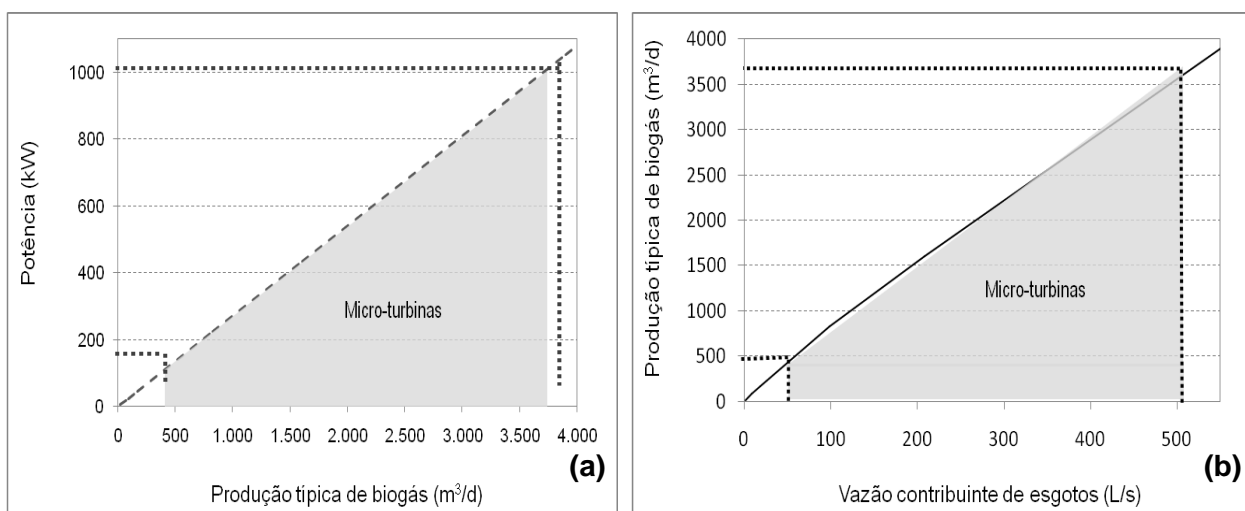 Potência (kW)
1000
800
600
400
200
0
Micro-turbinas
0 500 1.000 1.500 2.000 2.500 3.000 3.500 4.000
(a)
Produção típica de biogás (m³/d)
Produção típica de biogás (m³/d)
4000
3500
3000
2500
2000
1500
1000
500
0
Micro-turbinas
0 100 200 300 400 500
(b)
Vazão contribuinte de esgotos (L/s)